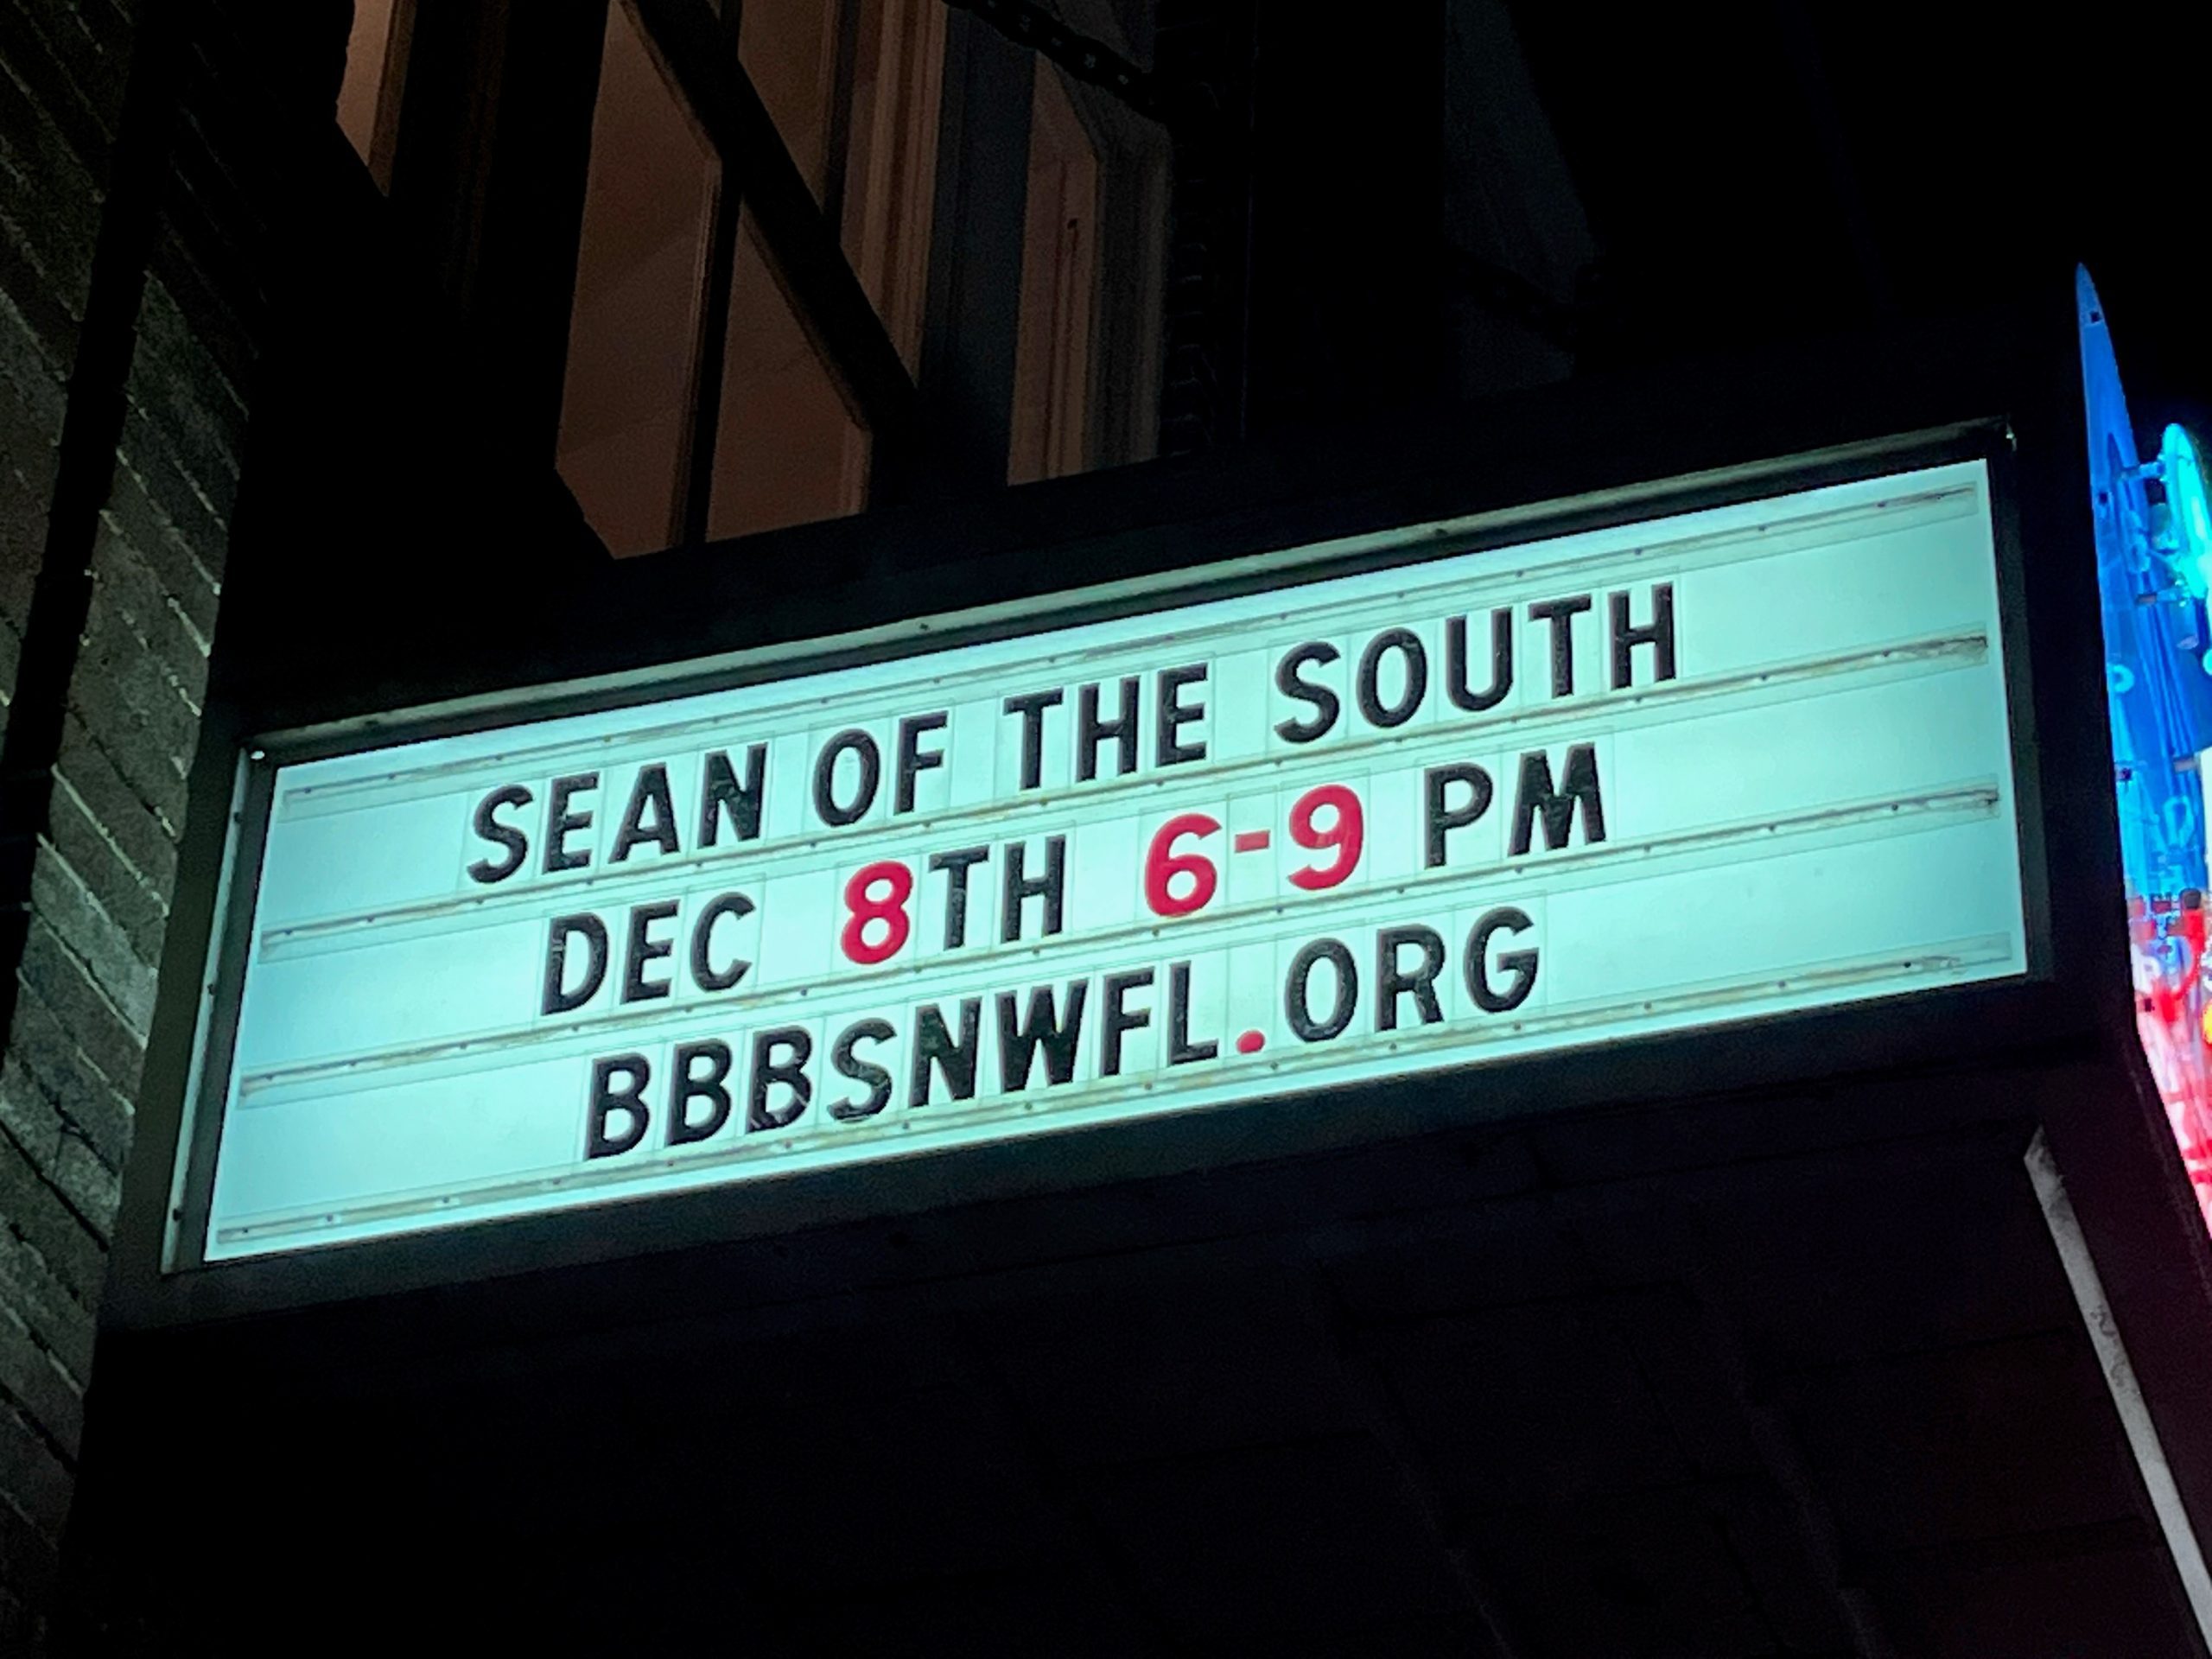 SEAN OF THE SOUTH
DEC 8TH 6-9 PM
BBBSNWFL.ORG